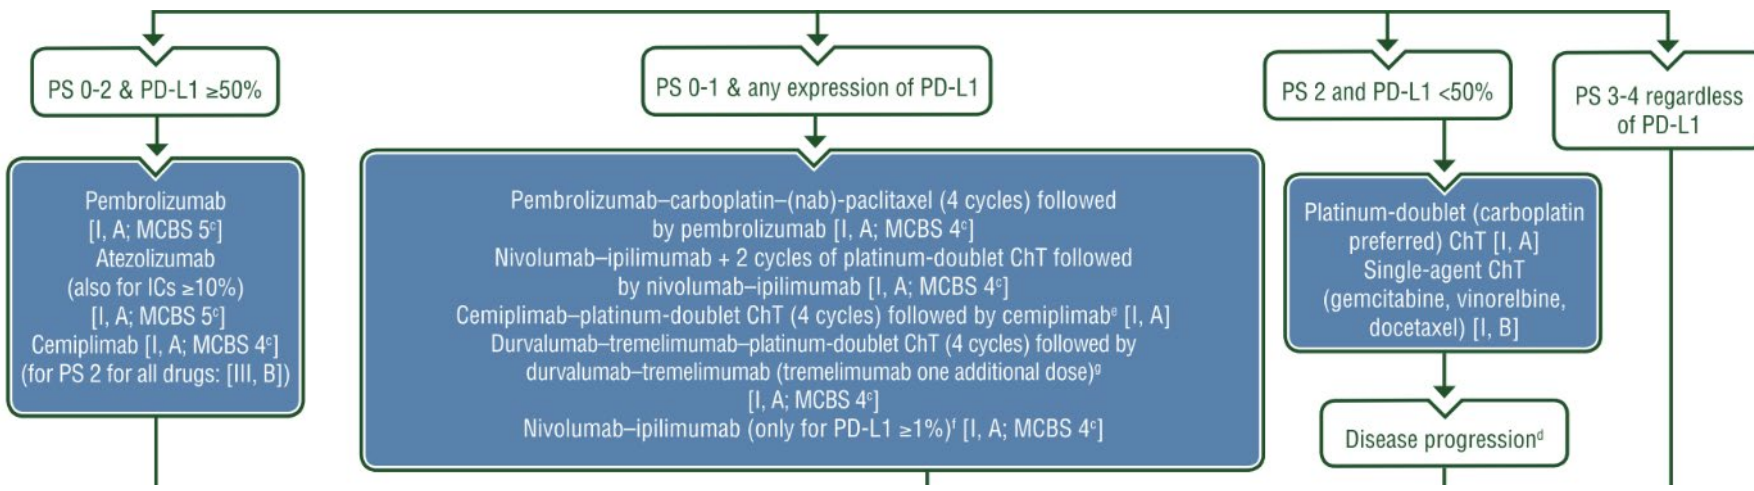 PS 0-2 & PD-L1 ≥50%
Pembrolizumab
[I, A; MCBS 5ᶜ]
Atezolizumab
(also for ICs ≥10%)
[I, A; MCBS 5ᶜ]
Cemiplimab [I, A; MCBS 4ᶜ]
(for PS 2 for all drugs: [III, B])
PS 0-1 & any expression of PD-L1
Pembrolizumab–carboplatin–(nab)-paclitaxel (4 cycles) followed
by pembrolizumab [I, A; MCBS 4ᶜ]
Nivolumab–ipilimumab + 2 cycles of platinum-doublet ChT followed
by nivolumab–ipilimumab [I, A; MCBS 4ᶜ]
Cemiplimab–platinum-doublet ChT (4 cycles) followed by cemiplimabᵉ [I, A]
Durvalumab–tremelimumab–platinum-doublet ChT (4 cycles) followed by
durvalumab–tremelimumab (tremelimumab one additional dose)ᵍ
[I, A; MCBS 4ᶜ]
Nivolumab–ipilimumab (only for PD-L1 ≥1%)ᶠ [I, A; MCBS 4ᶜ]
PS 2 and PD-L1 <50%
Platinum-doublet (carboplatin
preferred) ChT [I, A]
Single-agent ChT
(gemcitabine, vinorelbine,
docetaxel) [I, B]
Disease progressionᵈ
PS 3-4 regardless
of PD-L1